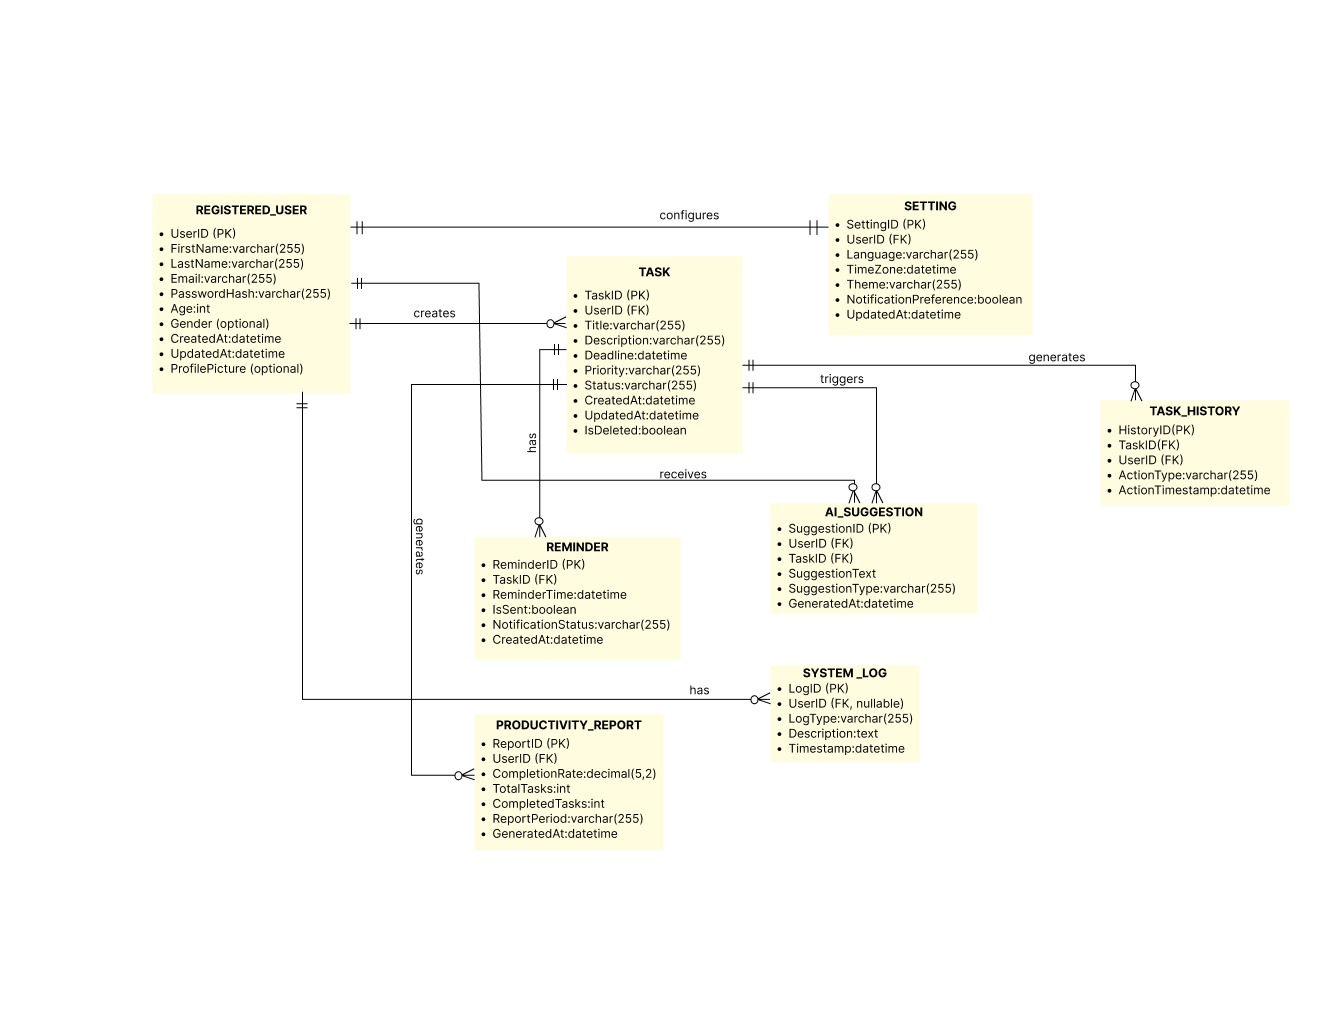 REGISTERED_USER
• UserID (PK)
• FirstName:varchar(255)
• LastName:varchar(255)
• Email:varchar(255)
• PasswordHash:varchar(255)
• Age:int
• Gender (optional)
• CreatedAt:datetime
• UpdatedAt:datetime
• ProfilePicture (optional)
configures
SETTING
• SettingID (PK)
• UserID (FK)
• Language:varchar(255)
• TimeZone:datetime
• Theme:varchar(255)
• NotificationPreference:boolean
• UpdatedAt:datetime
creates
TASK
• TaskID (PK)
• UserID (FK)
• Title:varchar(255)
• Description:varchar(255)
• Deadline:datetime
• Priority:varchar(255)
• Status:varchar(255)
• CreatedAt:datetime
• UpdatedAt:datetime
• IsDeleted:boolean
generates
triggers
TASK_HISTORY
• HistoryID(PK)
• TaskID(FK)
• UserID (FK)
• ActionType:varchar(255)
• ActionTimestamp:datetime
has
receives
generates
AI_SUGGESTION
• SuggestionID (PK)
• UserID (FK)
• TaskID (FK)
• SuggestionText
• SuggestionType:varchar(255)
• GeneratedAt:datetime
REMINDER
• ReminderID (PK)
• TaskID (FK)
• ReminderTime:datetime
• IsSent:boolean
• NotificationStatus:varchar(255)
• CreatedAt:datetime
has
SYSTEM _LOG
• LogID (PK)
• UserID (FK, nullable)
• LogType:varchar(255)
• Description:text
• Timestamp:datetime
PRODUCTIVITY_REPORT
• ReportID (PK)
• UserID (FK)
• CompletionRate:decimal(5,2)
• TotalTasks:int
• CompletedTasks:int
• ReportPeriod:varchar(255)
• GeneratedAt:datetime